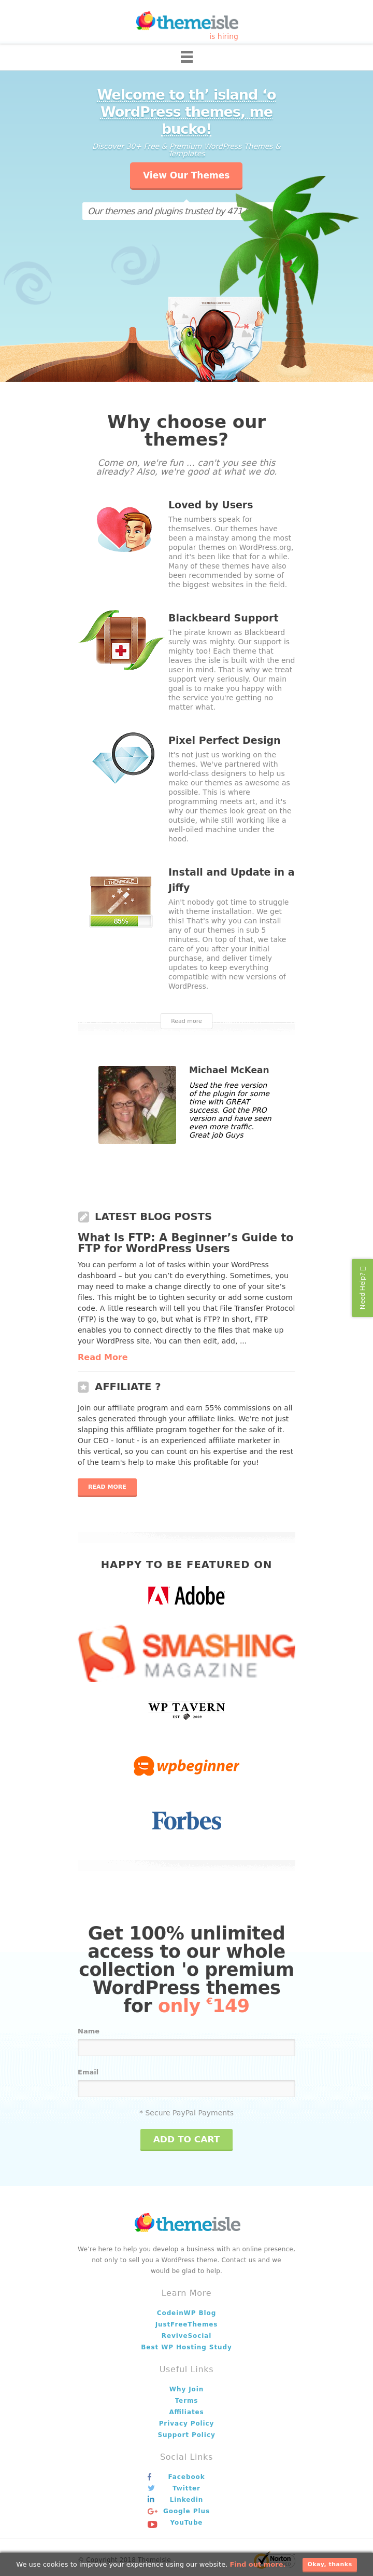 themeisle
is hiring
Welcome to th’ island ‘o
WordPress themes, me
bucko!
Discover 30+ Free & Premium WordPress Themes &
Templates
View Our Themes
Our themes and plugins trusted by 471
Why choose our
themes?
Come on, we're fun ... can't you see this
already? Also, we're good at what we do.
Loved by Users
The numbers speak for
themselves. Our themes have
been a mainstay among the most
popular themes on WordPress.org,
and it's been like that for a while.
Many of these themes have also
been recommended by some of
the biggest websites in the field.
Blackbeard Support
The pirate known as Blackbeard
surely was mighty. Our support is
mighty too! Each theme that
leaves the isle is built with the end
user in mind. That is why we treat
support very seriously. Our main
goal is to make you happy with
the service you're getting no
matter what.
Pixel Perfect Design
It's not just us working on the
themes. We've partnered with
world-class designers to help us
make our themes as awesome as
possible. This is where
programming meets art, and it's
why our themes look great on the
outside, while still working like a
well-oiled machine under the
hood.
THEMEISLE
85%
Install and Update in a
Jiffy
Ain't nobody got time to struggle
with theme installation. We get
this! That's why you can install
any of our themes in sub 5
minutes. On top of that, we take
care of you after your initial
purchase, and deliver timely
updates to keep everything
compatible with new versions of
WordPress.
Read more
Michael McKean
Used the free version
of the plugin for some
time with GREAT
success. Got the PRO
version and have seen
even more traffic.
Great job Guys
LATEST BLOG POSTS
What Is FTP: A Beginner’s Guide to
FTP for WordPress Users
You can perform a lot of tasks within your WordPress
dashboard – but you can’t do everything. Sometimes, you
may need to make a change directly to one of your site’s
files. This might be to tighten security or add some custom
code. A little research will tell you that File Transfer Protocol
(FTP) is the way to go, but what is FTP? In short, FTP
enables you to connect directly to the files that make up
your WordPress site. You can then edit, add, ...
Read More
Need Help?
AFFILIATE ?
Join our affiliate program and earn 55% commissions on all
sales generated through your affiliate links. We're not just
slapping this affiliate program together for the sake of it.
Our CEO - Ionut - is an experienced affiliate marketer in
this vertical, so you can count on his expertise and the rest
of the team's help to make this profitable for you!
READ MORE
HAPPY TO BE FEATURED ON
Adobe
SMASHING
MAGAZINE
WP TAVERN
EST 2009
wpbeginner
Forbes
Get 100% unlimited
access to our whole
collection 'o premium
WordPress themes
for only €149
Name
Email
* Secure PayPal Payments
ADD TO CART
themeisle
We’re here to help you develop a business with an online presence,
not only to sell you a WordPress theme. Contact us and we
would be glad to help.
Learn More
CodeinWP Blog
JustFreeThemes
ReviveSocial
Best WP Hosting Study
Useful Links
Why Join
Terms
Affiliates
Privacy Policy
Support Policy
Social Links
Facebook
Twitter
Linkedin
Google Plus
YouTube
Norton
We use cookies to improve your experience using our website. Find out more.
Okay, thanks